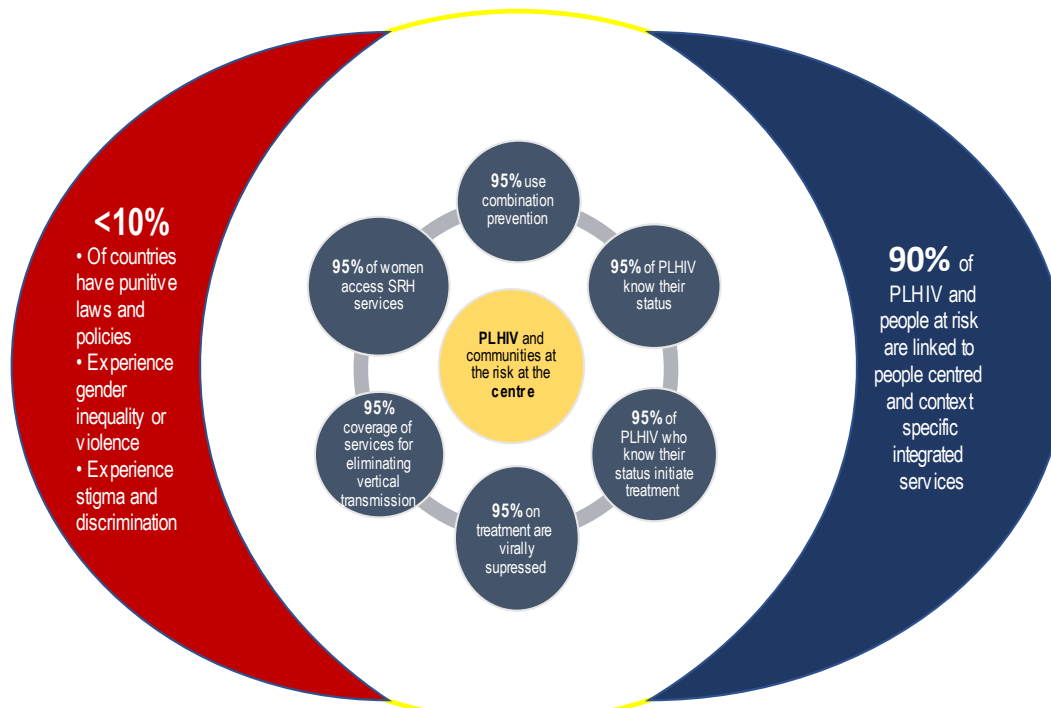 <10%
• Of countries
have punitive
laws and
policies
• Experience
gender
inequality or
violence
• Experience
stigma and
discrimination
95% use
combination
prevention
95% of women
access SRH
services
95% of PLHIV
know their
status
PLHIV and
communities at
the risk at the
centre
95%
coverage of
services for
eliminating
vertical
transmission
95% of
PLHIV who
know their
status initiate
treatment
95% on
treatment are
virally
supressed
90% of
PLHIV and
people at risk
are linked to
people centred
and context
specific
integrated
services